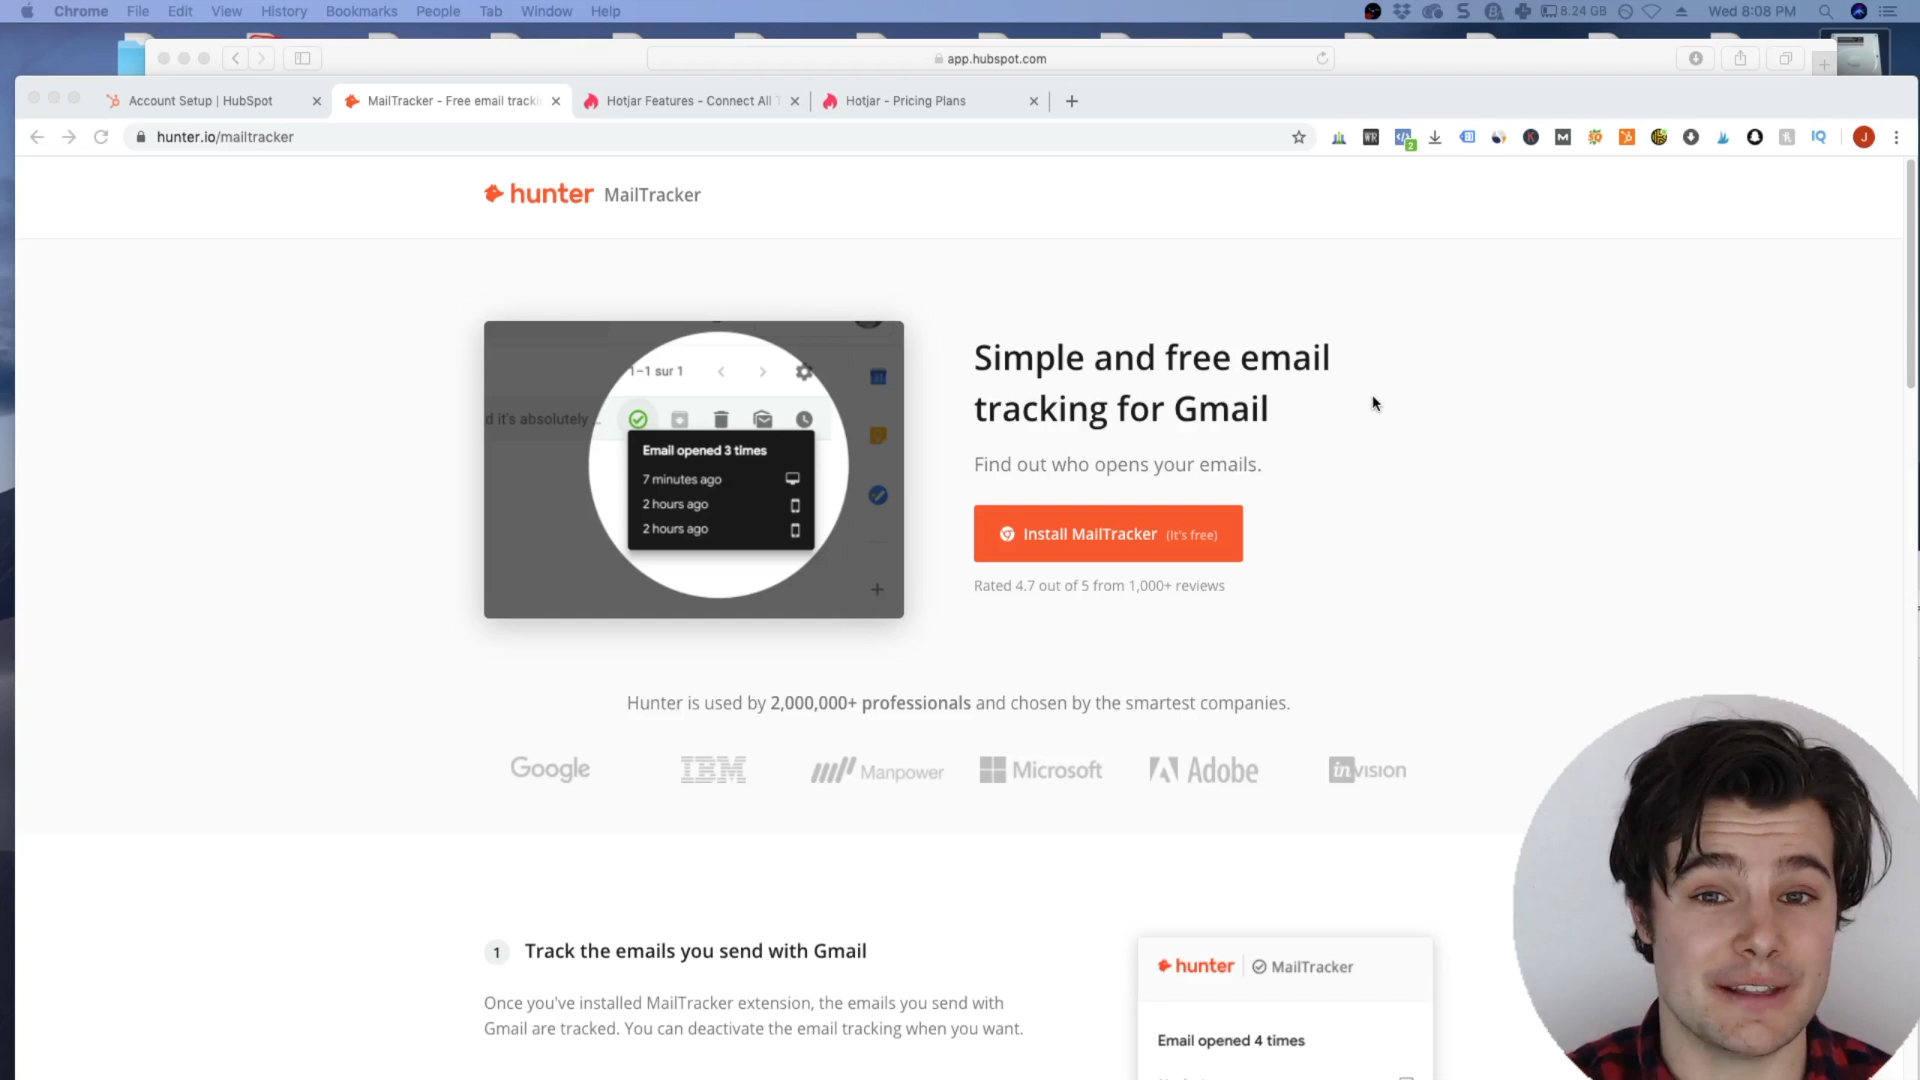 Chrome File Edit View History Bookmarks People Tab Window Help
8.24 GB
Wed 8:08 PM
app.hubspot.com
Account Setup | HubSpot
MailTracker - Free email tracki
Hotjar Features - Connect All T
Hotjar - Pricing Plans
hunter.io/mailtracker
WR
2
K
M
IQ
J
hunter MailTracker
1–1 sur 1
d it's absolutely ...
Email opened 3 times
7 minutes ago
2 hours ago
2 hours ago
Simple and free email
tracking for Gmail
Find out who opens your emails.
Install MailTracker (It's free)
Rated 4.7 out of 5 from 1,000+ reviews
Hunter is used by 2,000,000+ professionals and chosen by the smartest companies.
Google
IBM
Manpower
Microsoft
Adobe
invision
1 Track the emails you send with Gmail
Once you've installed MailTracker extension, the emails you send with
Gmail are tracked. You can deactivate the email tracking when you want.
hunter MailTracker
Email opened 4 times